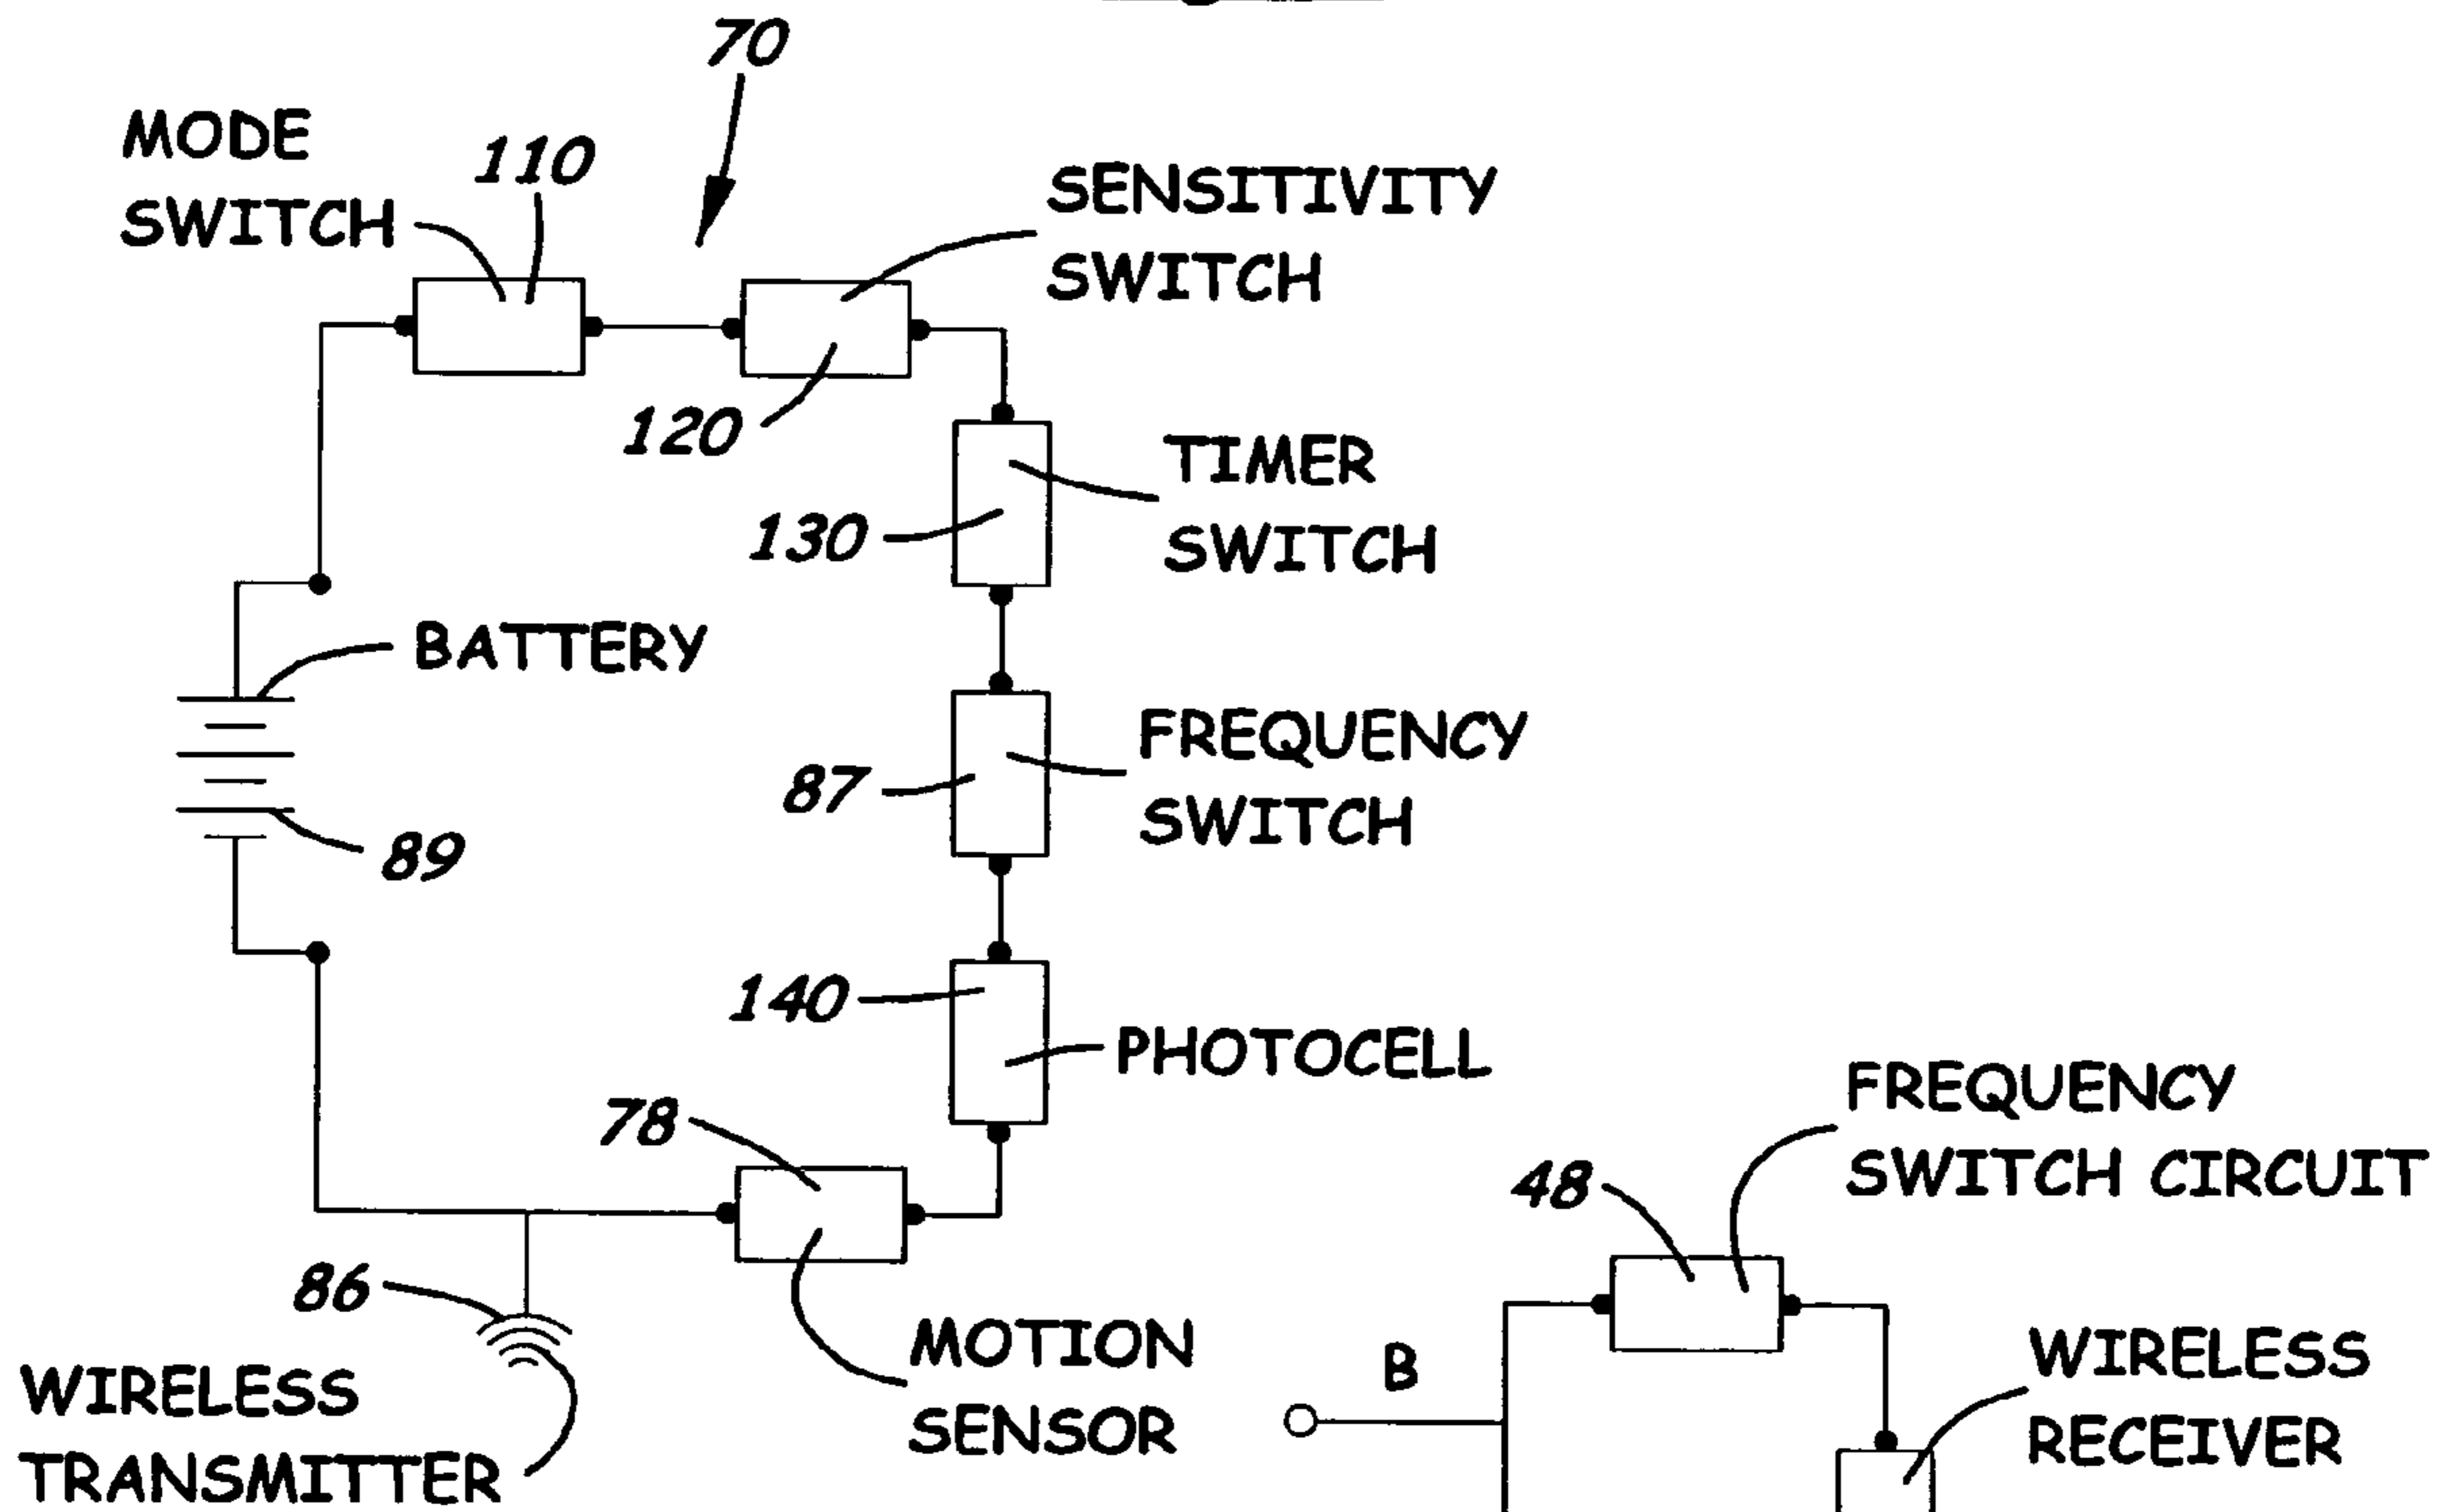 70
MODE
SWITCH
110
SENSITIVITY
SWITCH
120
TIMER
SWITCH
130
BATTERY
FREQUENCY
SWITCH
87
89
140
PHOTOCELL
78
FREQUENCY
SWITCH CIRCUIT
48
86
MOTION
SENSOR
B
WIRELESS
RECEIVER
WIRELESS
TRANSMITTER